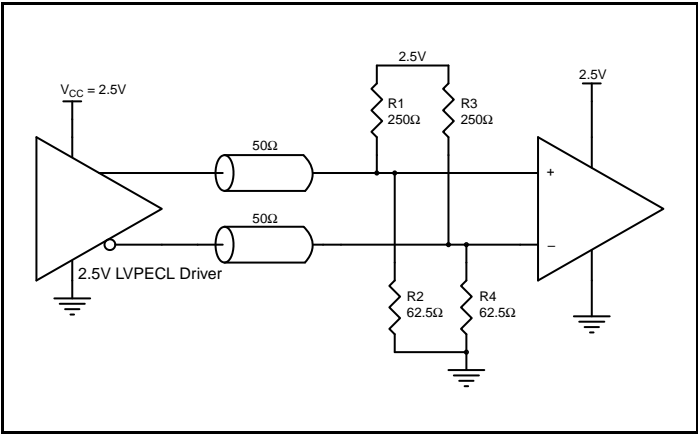 2.5V
V_CC = 2.5V
2.5V
R1
250Ω
R3
250Ω
50Ω
+
50Ω
−
2.5V LVPECL Driver
R2
62.5Ω
R4
62.5Ω